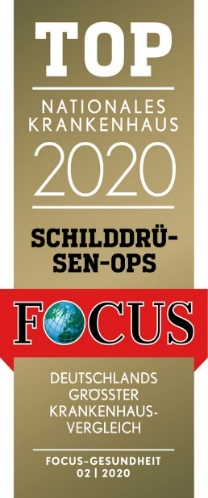 TOP
NATIONALES
KRANKENHAUS
2020
SCHILDDRÜ-
SEN-OPS
FOCUS
DEUTSCHLANDS
GRÖSSTER
KRANKENHAUS-
VERGLEICH
FOCUS-GESUNDHEIT
02 | 2020